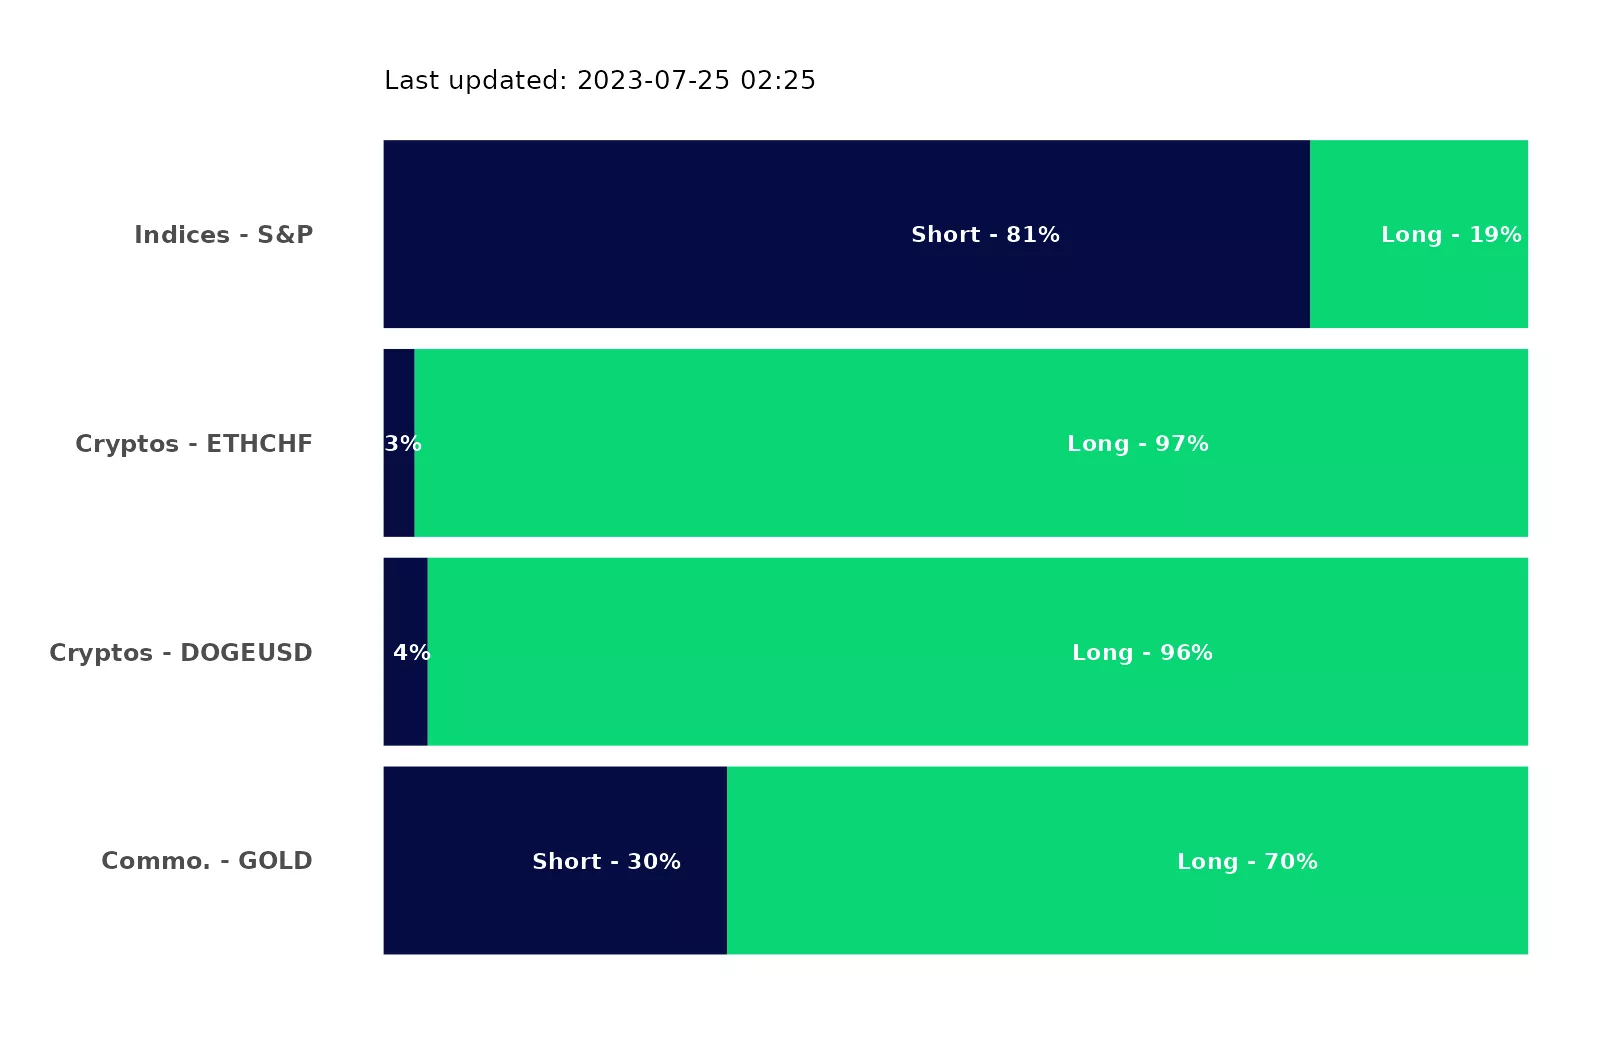 Last updated: 2023-07-25 02:25
Indices - S&P
Short - 81%
Long - 19%
Cryptos - ETHCHF
3%
Long - 97%
Cryptos - DOGEUSD
4%
Long - 96%
Commo. - GOLD
Short - 30%
Long - 70%